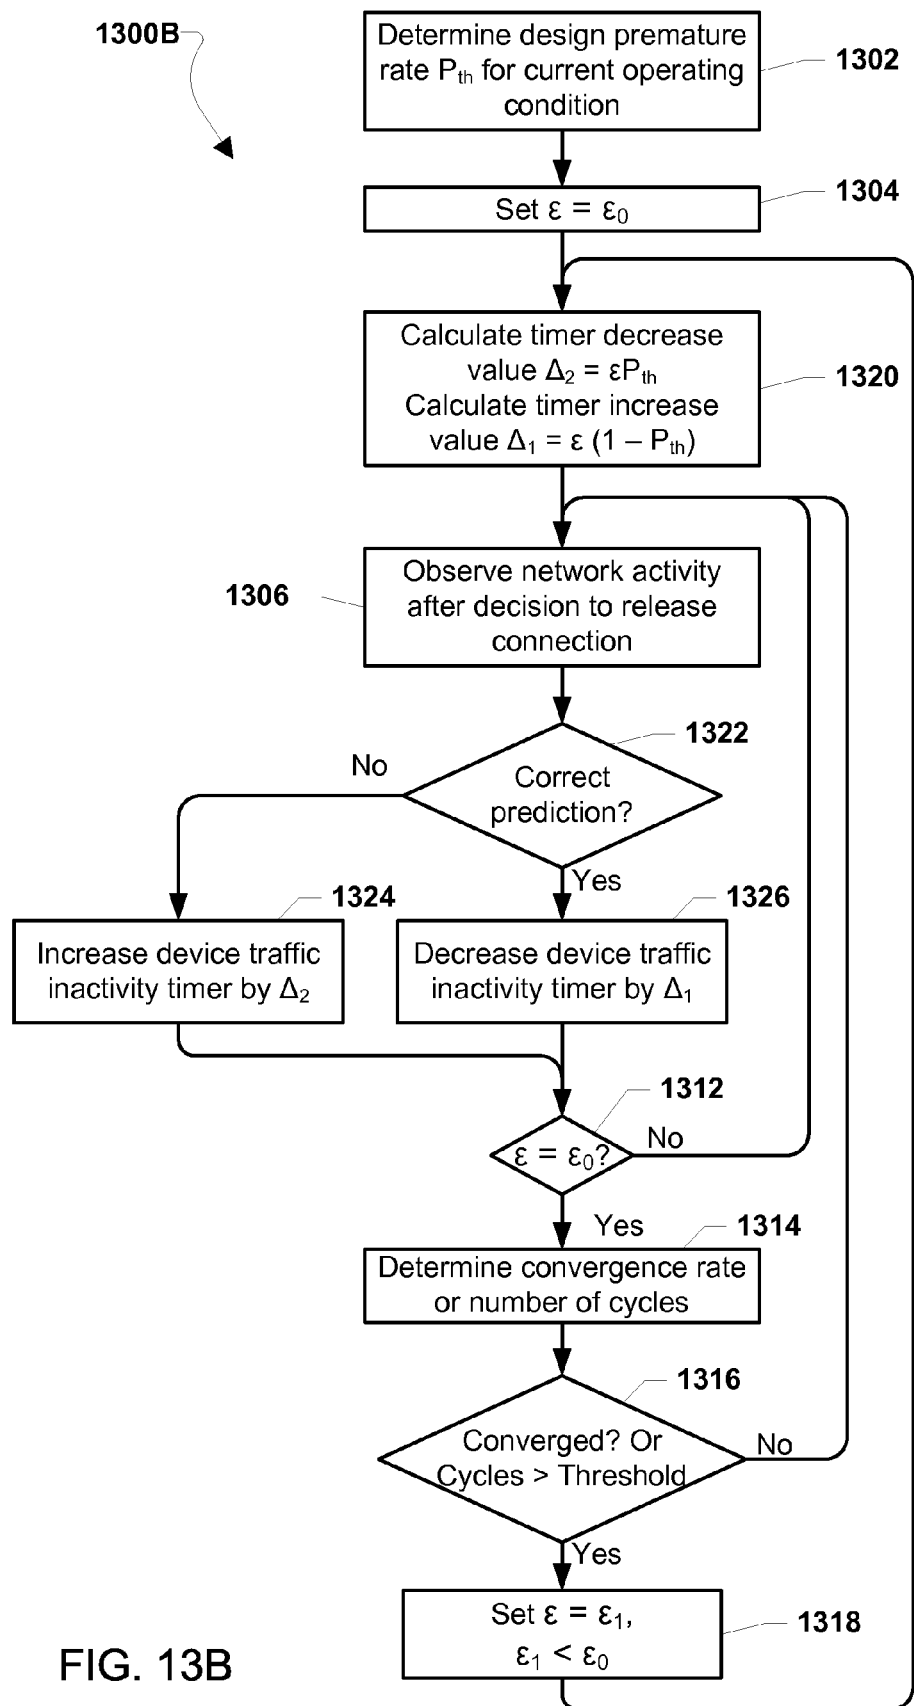 1300B
Determine design premature
rate Pth for current operating
condition
1302
Set ε = ε0
1304
Calculate timer decrease
value Δ2 = εPth
Calculate timer increase
value Δ1 = ε (1 – Pth)
1320
1306
Observe network activity
after decision to release
connection
1322
No
Correct
prediction?
Yes
1324
1326
Increase device traffic
inactivity timer by Δ2
Decrease device traffic
inactivity timer by Δ1
1312
ε = ε0?
No
Yes
1314
Determine convergence rate
or number of cycles
1316
Converged? Or
Cycles > Threshold
No
Yes
Set ε = ε1,
ε1 < ε0
1318
FIG. 13B